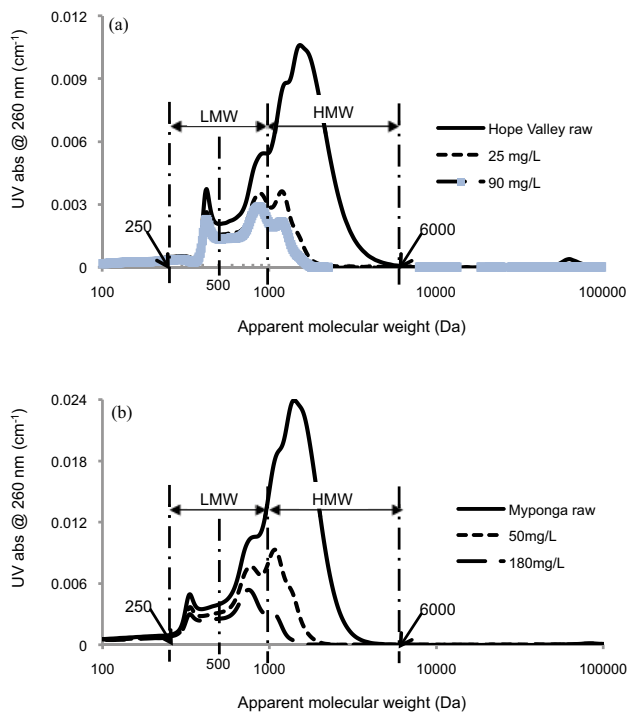 (a)
UV abs @ 260 nm (cm⁻¹)
0.012
0.009
0.006
0.003
0
LMW
HMW
250
6000
Hope Valley raw
25 mg/L
90 mg/L
100
500
1000
10000
100000
Apparent molecular weight (Da)
(b)
UV abs @ 260 nm (cm⁻¹)
0.024
0.018
0.012
0.006
0
LMW
HMW
250
6000
Myponga raw
50mg/L
180mg/L
100
500
1000
10000
100000
Apparent molecular weight (Da)